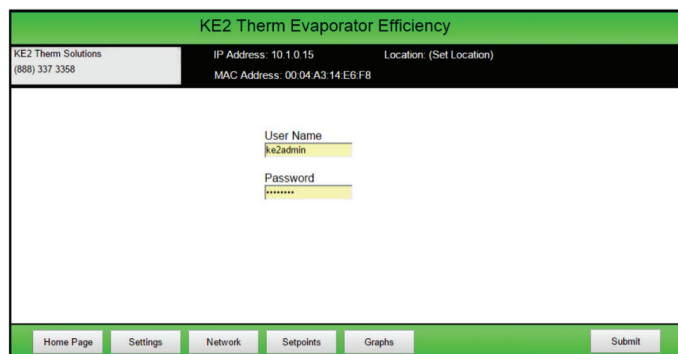 KE2 Therm Evaporator Efficiency
KE2 Therm Solutions
(888) 337 3358
IP Address: 10.1.0.15
Location: (Set Location)
MAC Address: 00:04:A3:14:E6:F8
User Name
ke2admin
Password
••••••••
Home Page
Settings
Network
Setpoints
Graphs
Submit